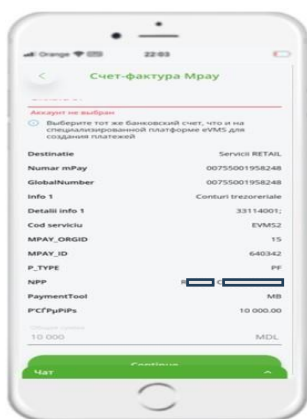 Orange 22:03
Счет-фактура Mpay
Аккаунт не выбран
Выберите тот же банковский счет, что и на
специализированной платформе eVMS для
создания платежей
Destinatie Servicii RETAIL
Numar mPay 00755001958248
GlobalNumber 00755001958248
Info 1 Conturi trezoreriale
Detalii info 1 33114001;
Cod serviciu EVMS2
MPAY_ORGID 15
MPAY_ID 640342
P_TYPE PF
NPP R C
PaymentTool MB
РЎСЃРµРіРѕ 10 000.00
Общая сумма
10 000 MDL
Continue
Чат